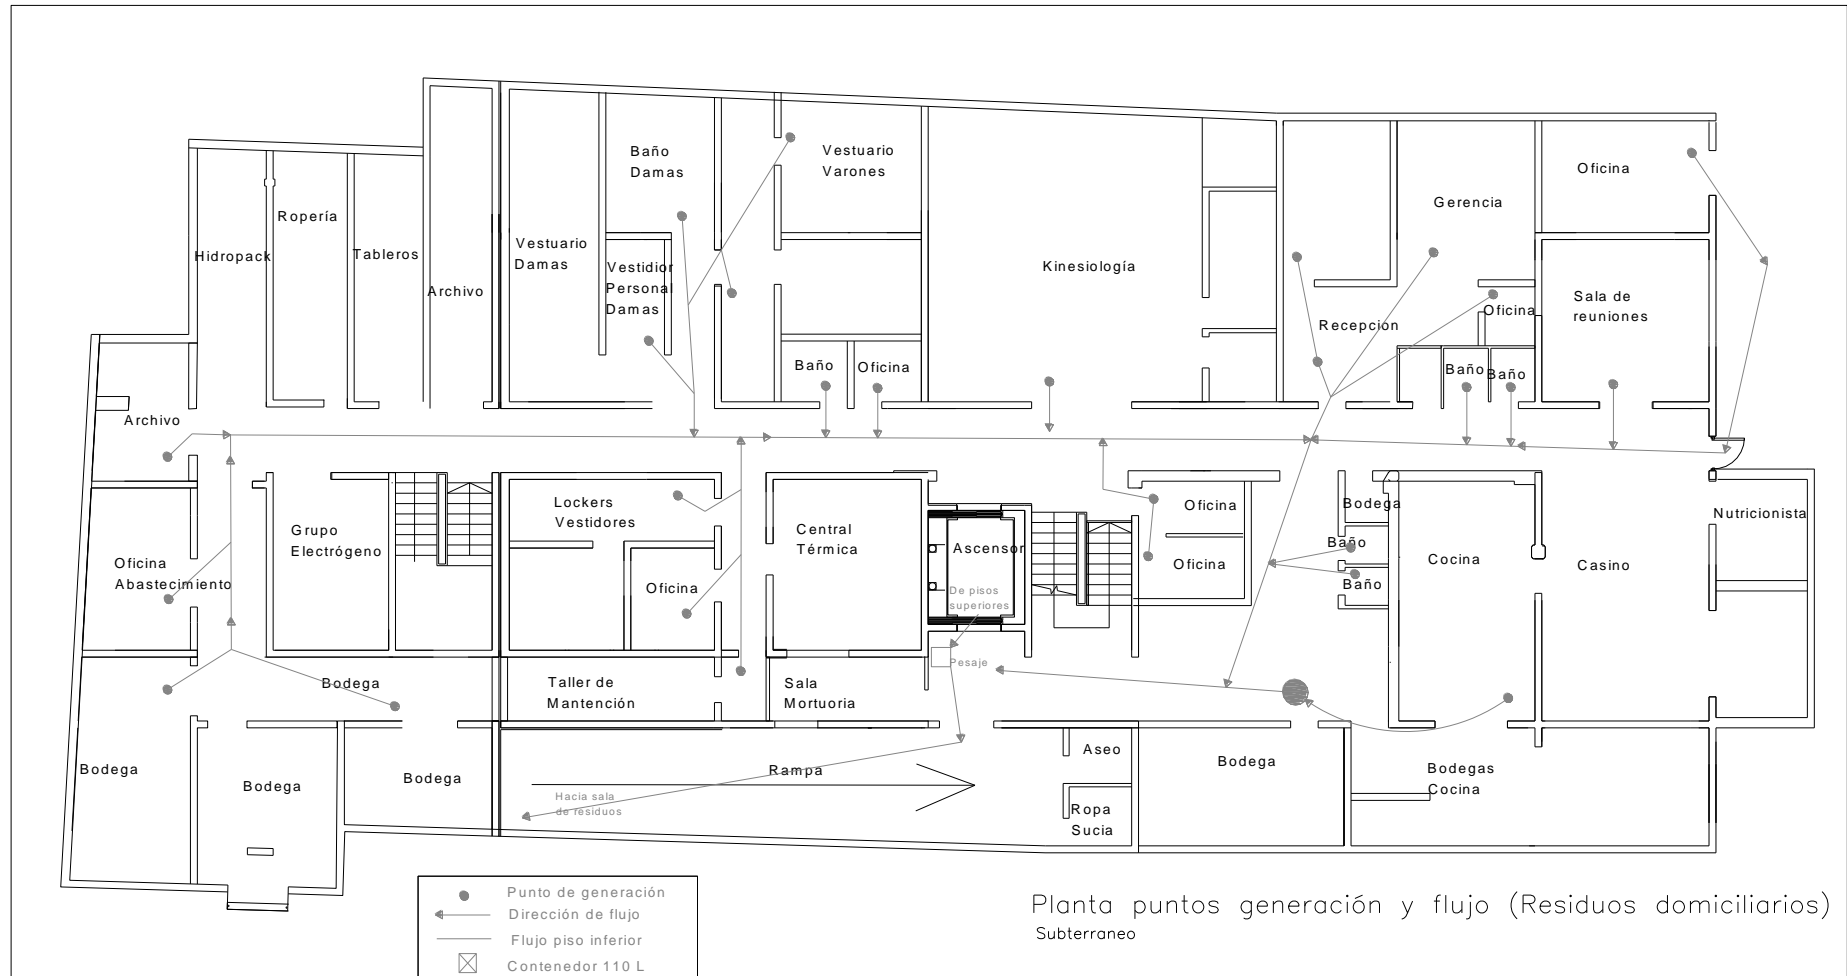 Baño
Damas
Vestuario
Varones
Oficina
Ropería
Gerencia
Hidropack
Tableros
Vestuario
Damas
Vestidior
Personal
Damas
Kinesiología
Archivo
Sala de
reuniones
Oficina
Recepción
Baño
Oficina
Baño
Baño
Archivo
Lockers
Vestidores
Oficina
Bodega
Nutricionista
Grupo
Electrógeno
Central
Térmica
Ascensor
Baño
Cocina
Casino
Oficina
Abastecimiento
Oficina
Oficina
Baño
De pisos
superiores
Pesaje
Bodega
Taller de
Mantención
Sala
Mortuoria
Bodega
Bodega
Bodega
Rampa
Aseo
Bodega
Bodegas
Cocina
Hacia sala
de residuos
Ropa
Sucia
Punto de generación
Dirección de flujo
Flujo piso inferior
Contenedor 110 L
Planta puntos generación y flujo (Residuos domiciliarios)
Subterraneo